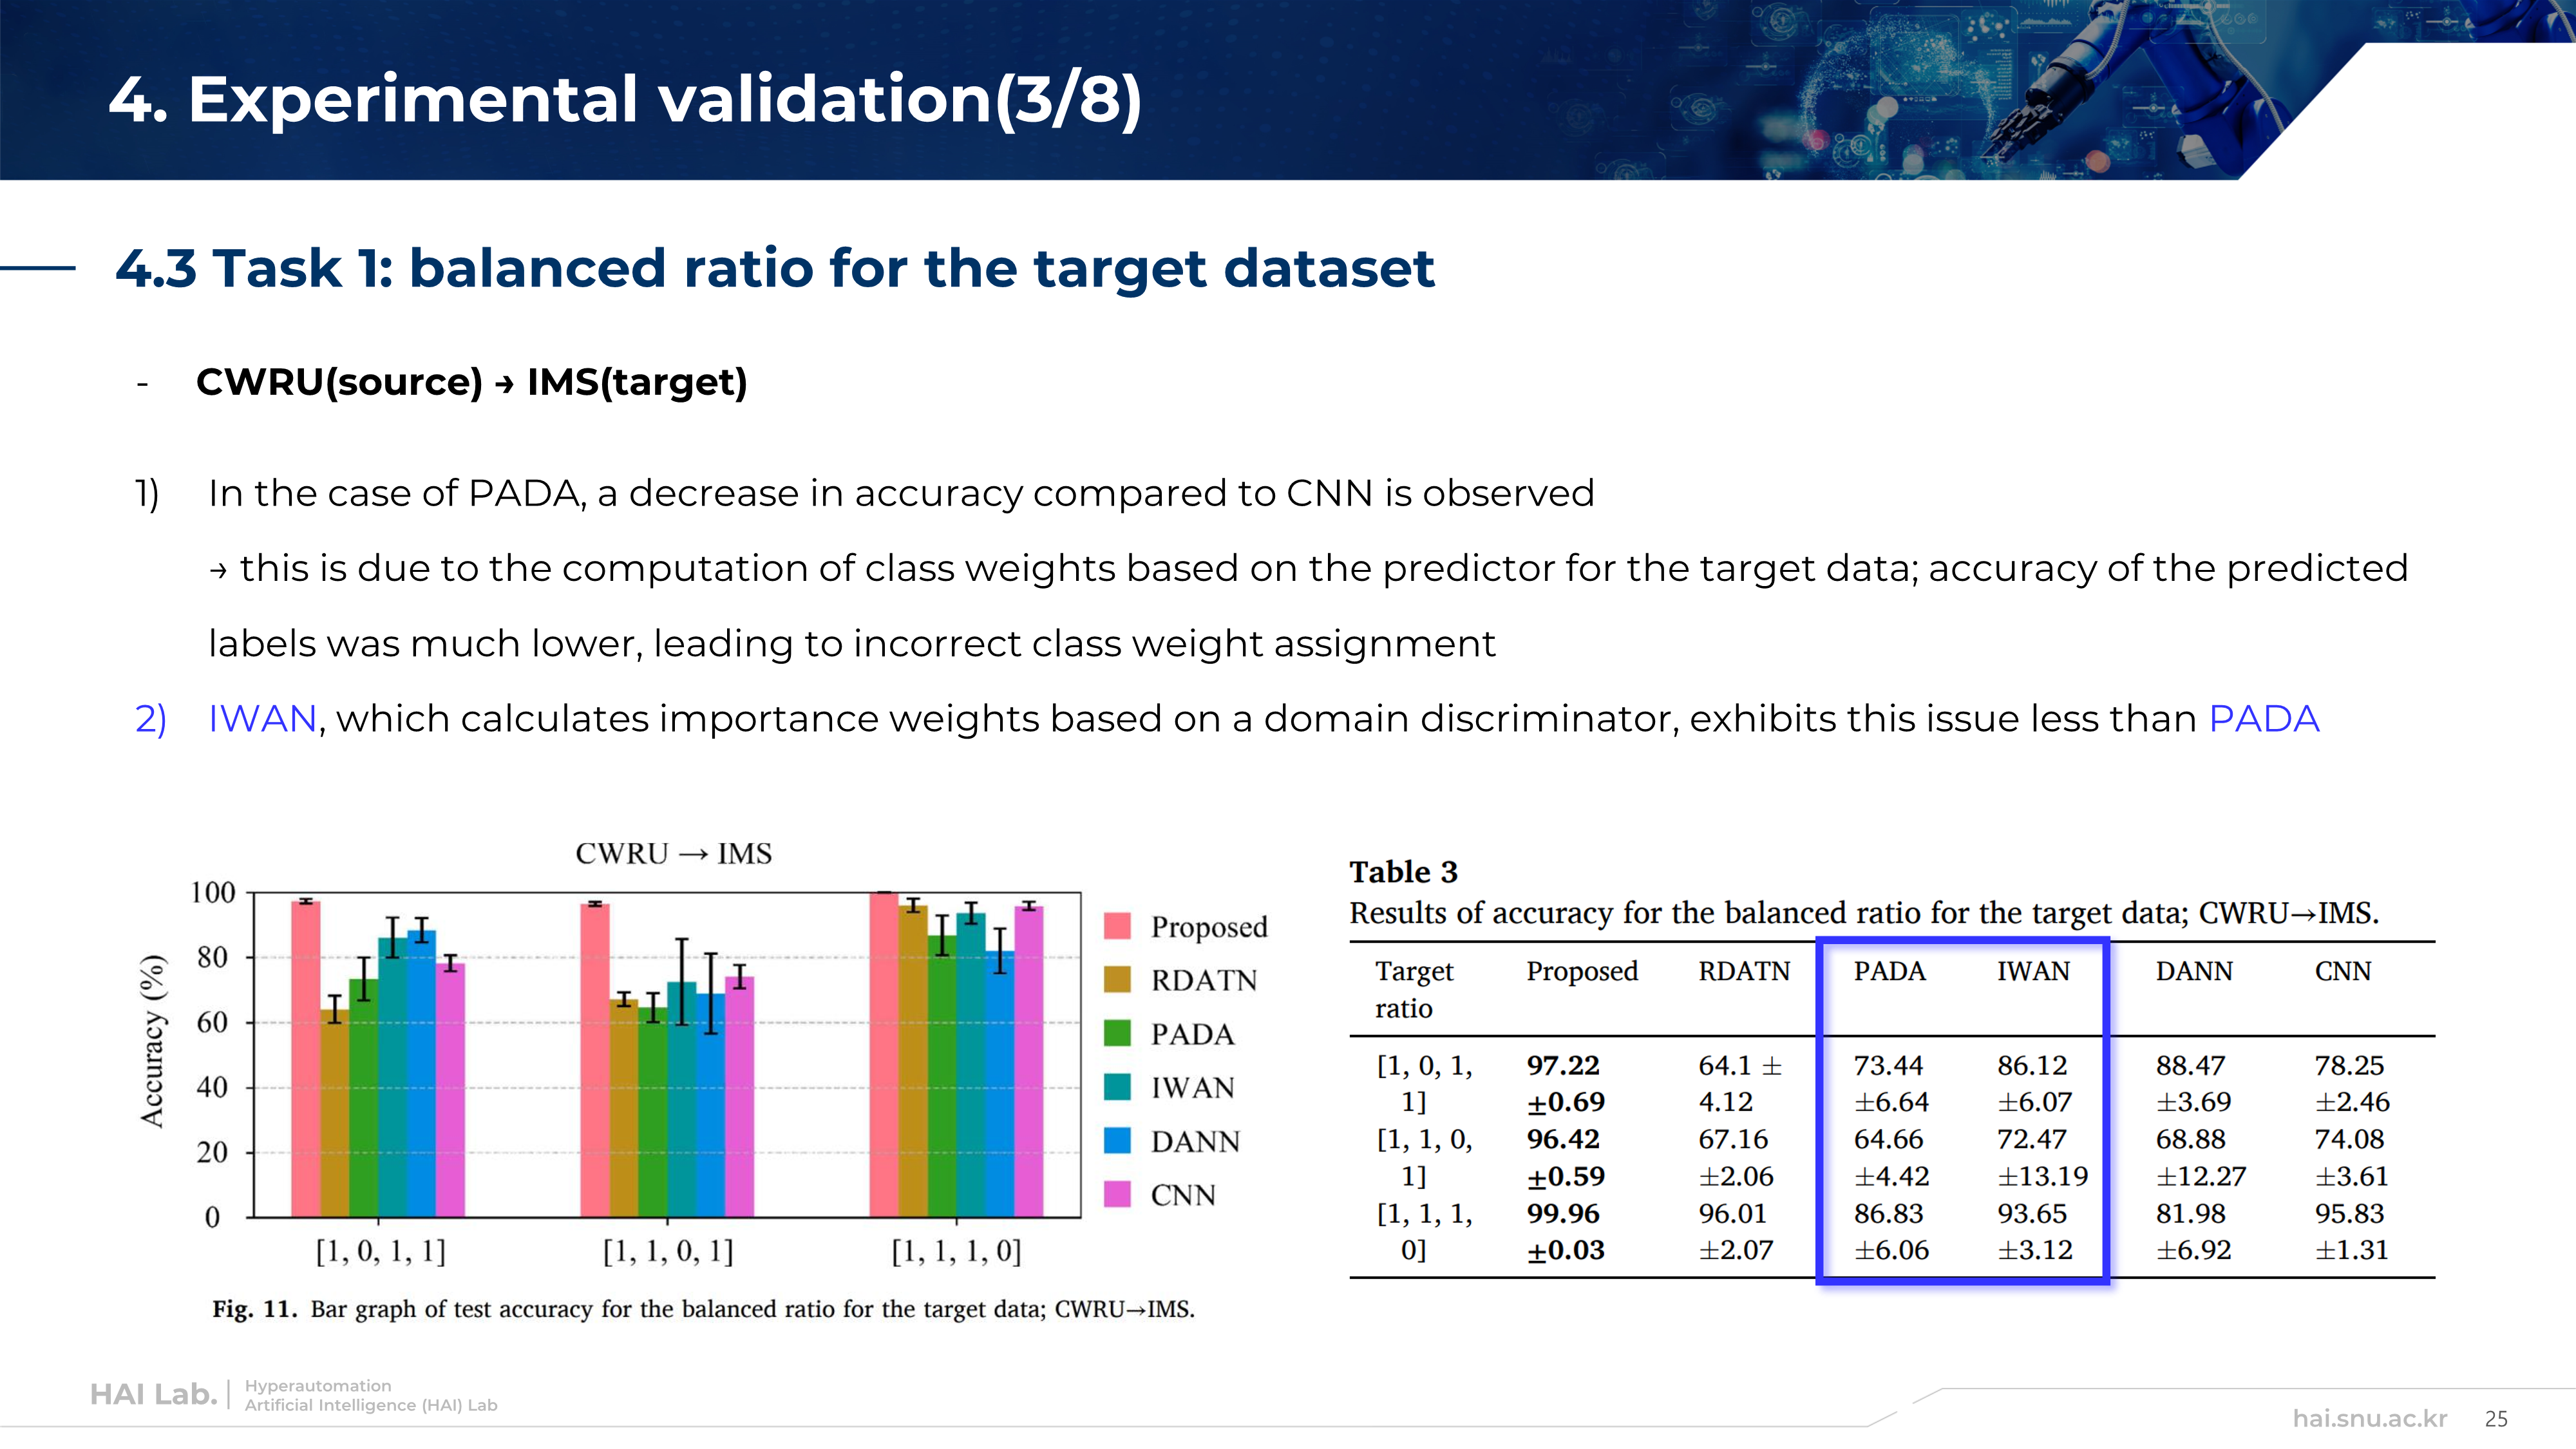 4. Experimental validation(3/8)
4.3 Task 1: balanced ratio for the target dataset
- CWRU(source) → IMS(target)
1) In the case of PADA, a decrease in accuracy compared to CNN is observed
→ this is due to the computation of class weights based on the predictor for the target data; accuracy of the predicted
labels was much lower, leading to incorrect class weight assignment
2) IWAN, which calculates importance weights based on a domain discriminator, exhibits this issue less than PADA
CWRU → IMS
Accuracy (%)
100
80
60
40
20
0
[1, 0, 1, 1] [1, 1, 0, 1] [1, 1, 1, 0]
Proposed
RDATN
PADA
IWAN
DANN
CNN
Fig. 11. Bar graph of test accuracy for the balanced ratio for the target data; CWRU→IMS.
Table 3
Results of accuracy for the balanced ratio for the target data; CWRU→IMS.
Target Proposed RDATN PADA IWAN DANN CNN
ratio
[1, 0, 1, 97.22 64.1 ± 73.44 86.12 88.47 78.25
1] ±0.69 4.12 ±6.64 ±6.07 ±3.69 ±2.46
[1, 1, 0, 96.42 67.16 64.66 72.47 68.88 74.08
1] ±0.59 ±2.06 ±4.42 ±13.19 ±12.27 ±3.61
[1, 1, 1, 99.96 96.01 86.83 93.65 81.98 95.83
0] ±0.03 ±2.07 ±6.06 ±3.12 ±6.92 ±1.31
HAI Lab. Hyperautomation
Artificial Intelligence (HAI) Lab
hai.snu.ac.kr 25